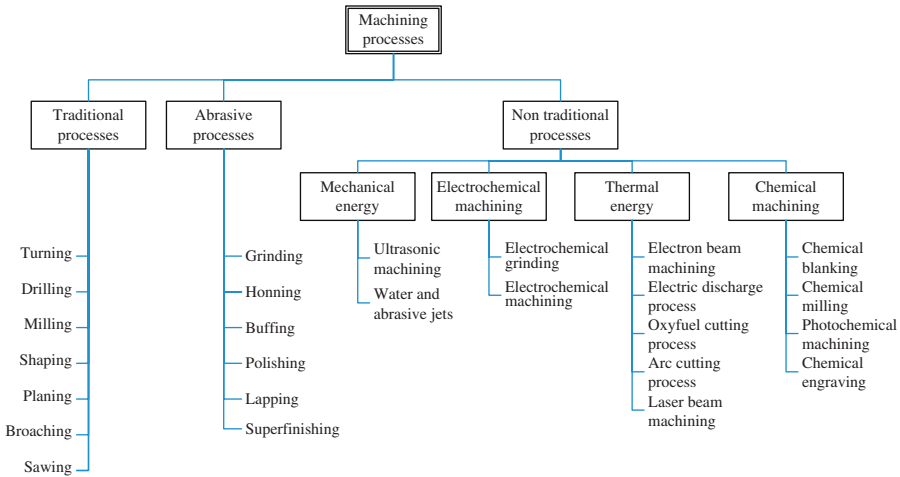 Machining
processes
Traditional
processes
Abrasive
processes
Non traditional
processes
Mechanical
energy
Electrochemical
machining
Thermal
energy
Chemical
machining
Turning
Drilling
Milling
Shaping
Planing
Broaching
Sawing
Grinding
Honning
Buffing
Polishing
Lapping
Superfinishing
Ultrasonic
machining
Water and
abrasive jets
Electrochemical
grinding
Electrochemical
machining
Electron beam
machining
Electric discharge
process
Oxyfuel cutting
process
Arc cutting
process
Laser beam
machining
Chemical
blanking
Chemical
milling
Photochemical
machining
Chemical
engraving